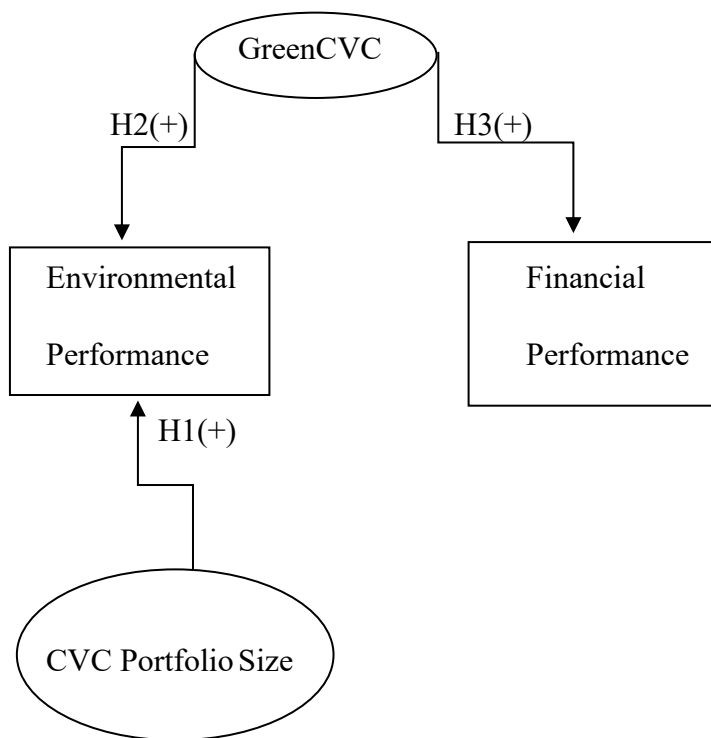 GreenCVC
H2(+)
H3(+)
Environmental
Performance
Financial
Performance
H1(+)
CVC Portfolio Size